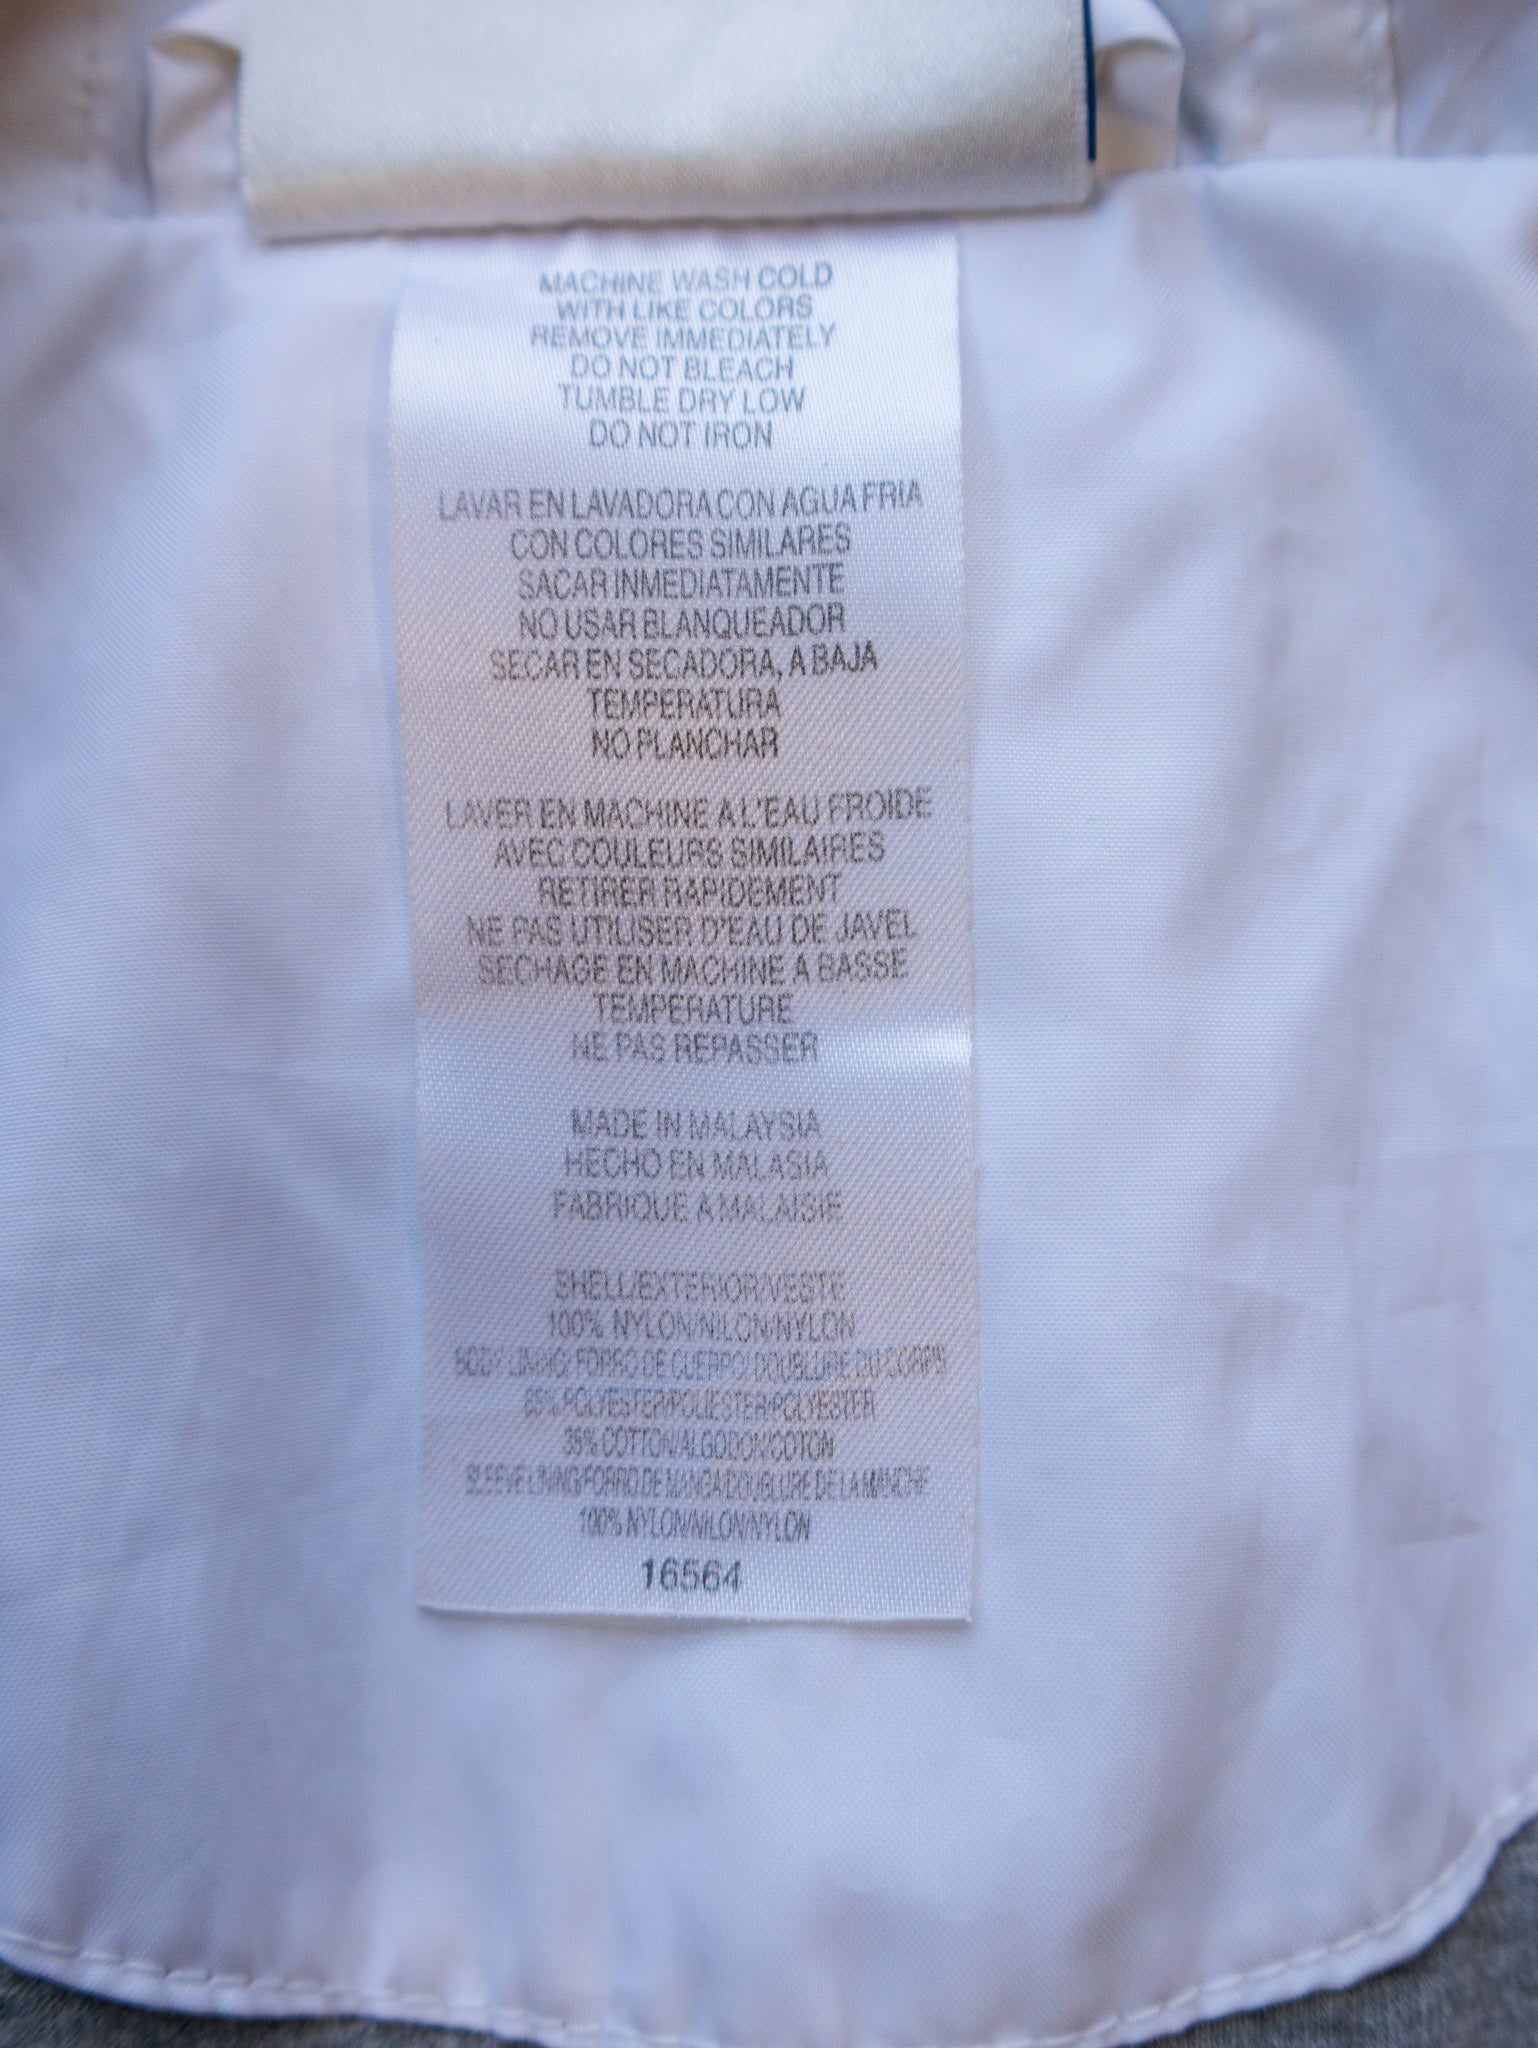 MACHINE WASH COLD
WITH LIKE COLORS
REMOVE IMMEDIATELY
DO NOT BLEACH
TUMBLE DRY LOW
DO NOT IRON
LAVAR EN LAVADORA CON AGUA FRIA
CON COLORES SIMILARES
SACAR INMEDIATAMENTE
NO USAR BLANQUEADOR
SECAR EN SECADORA, A BAJA
TEMPERATURA
NO PLANCHAR
LAVER EN MACHINE A L'EAU FROIDE
AVEC COULEURS SIMILAIRES
RETIRER RAPIDEMENT
NE PAS UTILISER D'EAU DE JAVEL
SECHAGE EN MACHINE A BASSE
TEMPERATURE
NE PAS REPASSER
MADE IN MALAYSIA
HECHO EN MALASIA
FABRIQUE A MALAISIE
SHELL/EXTERIOR/VESTE
100% NYLON/NILON/NYLON
BODY LINING/ FORRO DE CUERPO/ DOUBLURE DU CORPS
65% POLYESTER/POLIESTER/POLYESTER
35% COTTON/ALGODON/COTON
SLEEVE LINING/FORRO DE MANGA/DOUBLURE DE LA MANCHE
100% NYLON/NILON/NYLON
16564